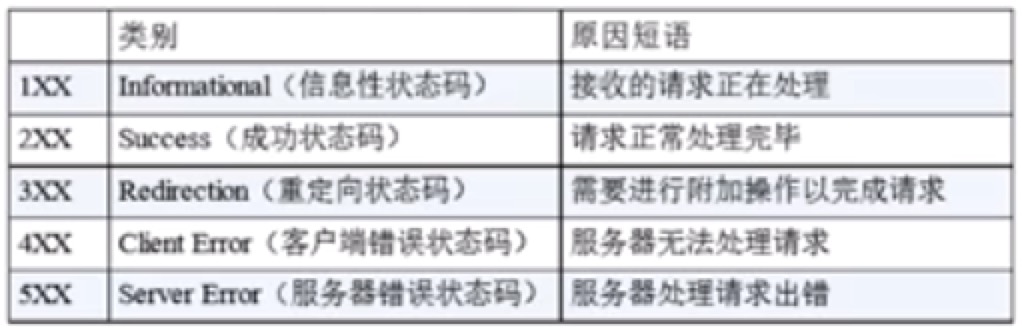 类别 原因短语
1XX Informational（信息性状态码） 接收的请求正在处理
2XX Success（成功状态码） 请求正常处理完毕
3XX Redirection（重定向状态码） 需要进行附加操作以完成请求
4XX Client Error（客户端错误状态码） 服务器无法处理请求
5XX Server Error（服务器错误状态码） 服务器处理请求出错